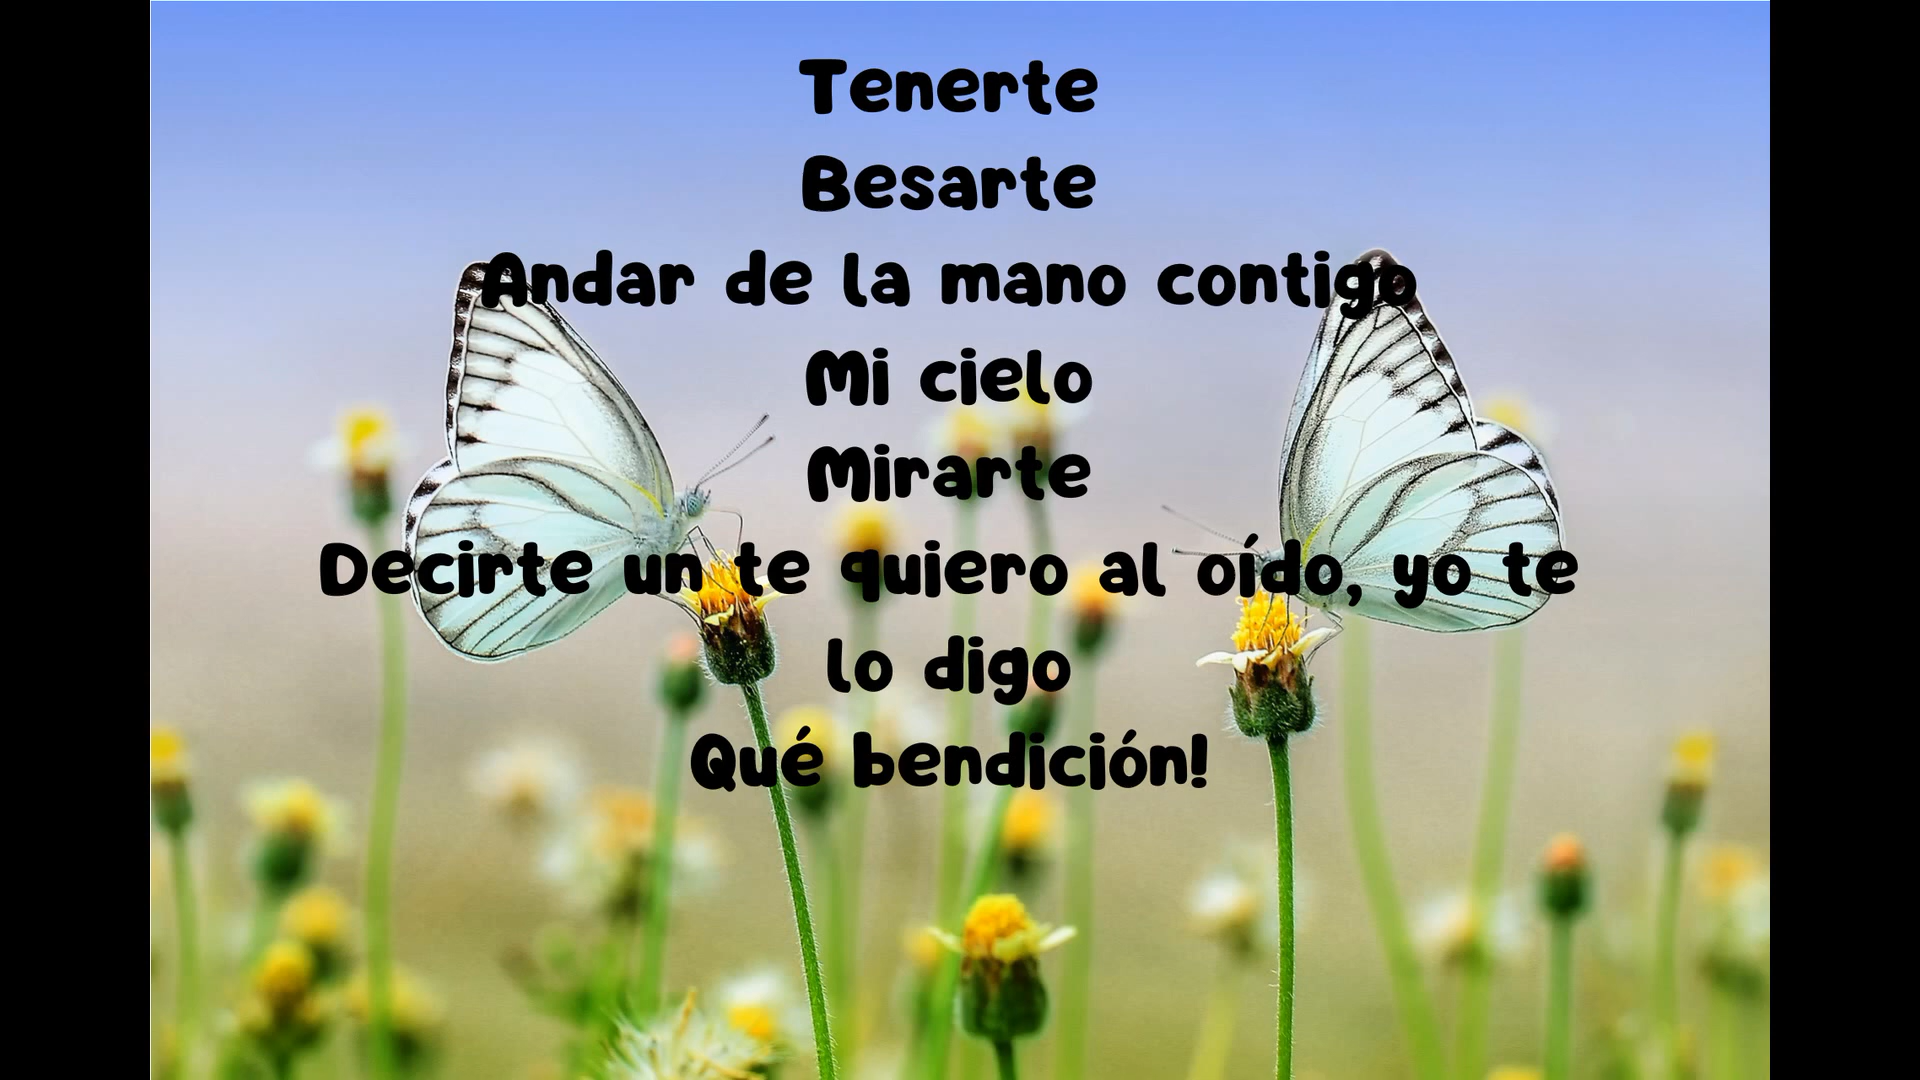 Tenerte
Besarte
Andar de la mano contigo
Mi cielo
Mirarte
Decirte un te quiero al oído, yo te
lo digo
Qué bendición!